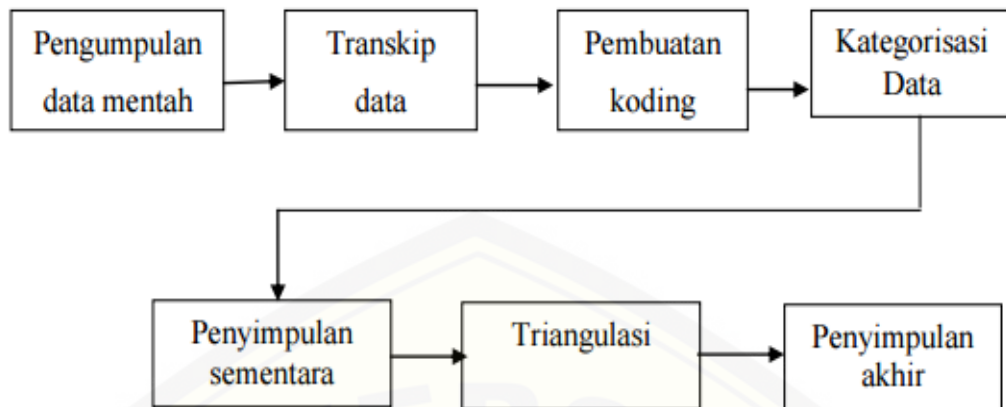 Pengumpulan
data mentah
Transkip
data
Pembuatan
koding
Kategorisasi
Data
Penyimpulan
sementara
Triangulasi
Penyimpulan
akhir